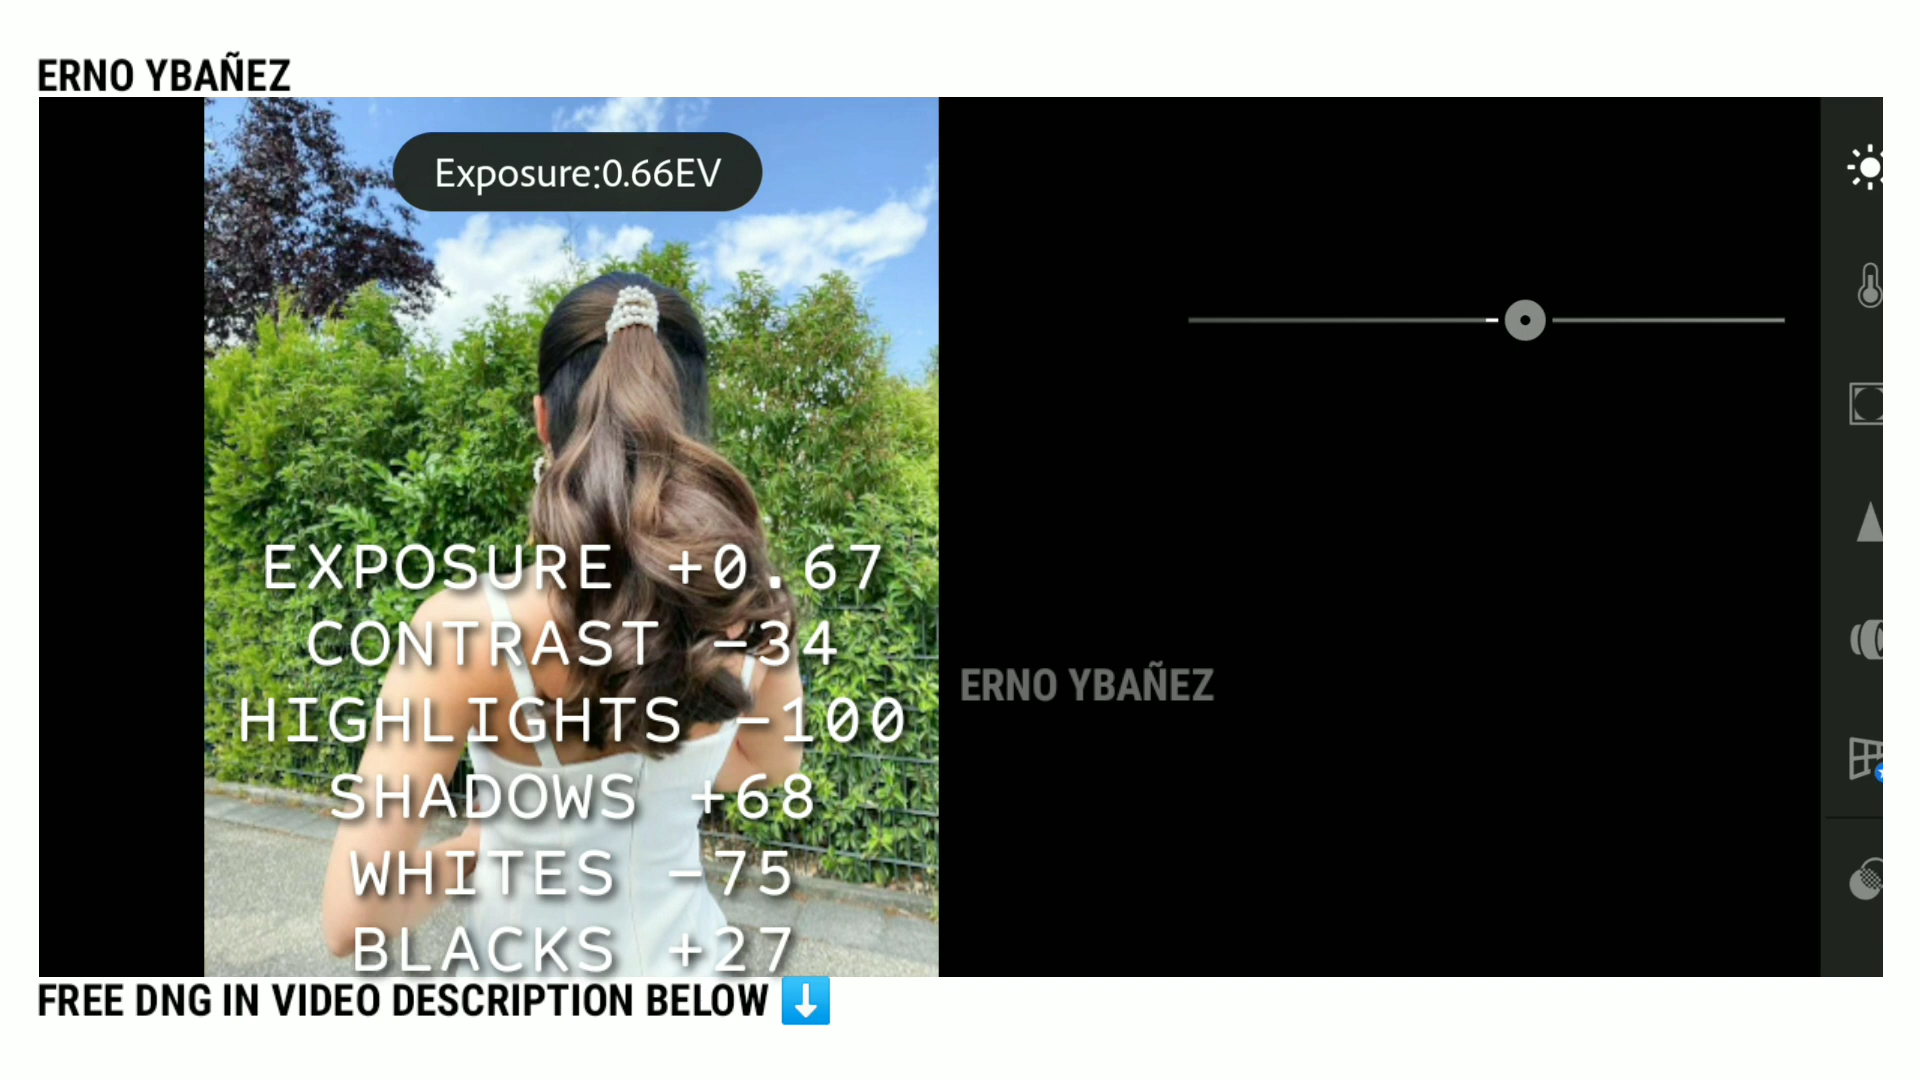 ERNO YBAÑEZ
Exposure:0.66EV
EXPOSURE +0.67
CONTRAST -34
HIGHLIGHTS -100
SHADOWS +68
WHITES -75
BLACKS +27
ERNO YBAÑEZ
FREE DNG IN VIDEO DESCRIPTION BELOW ⬇️